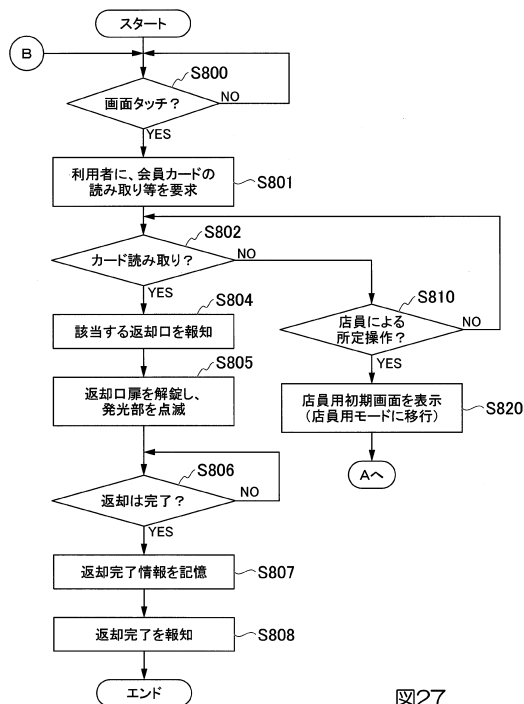 スタート
B
S800
画面タッチ？
NO
YES
利用者に、会員カードの
読み取り等を要求
S801
S802
カード読み取り？
NO
YES
S804
該当する返却口を報知
S805
返却口扉を解錠し、
発光部を点滅
S806
返却は完了？
NO
YES
返却完了情報を記憶
S807
返却完了を報知
S808
エンド
S810
店員による
所定操作？
NO
YES
店員用初期画面を表示
(店員用モードに移行)
S820
Aへ
図27